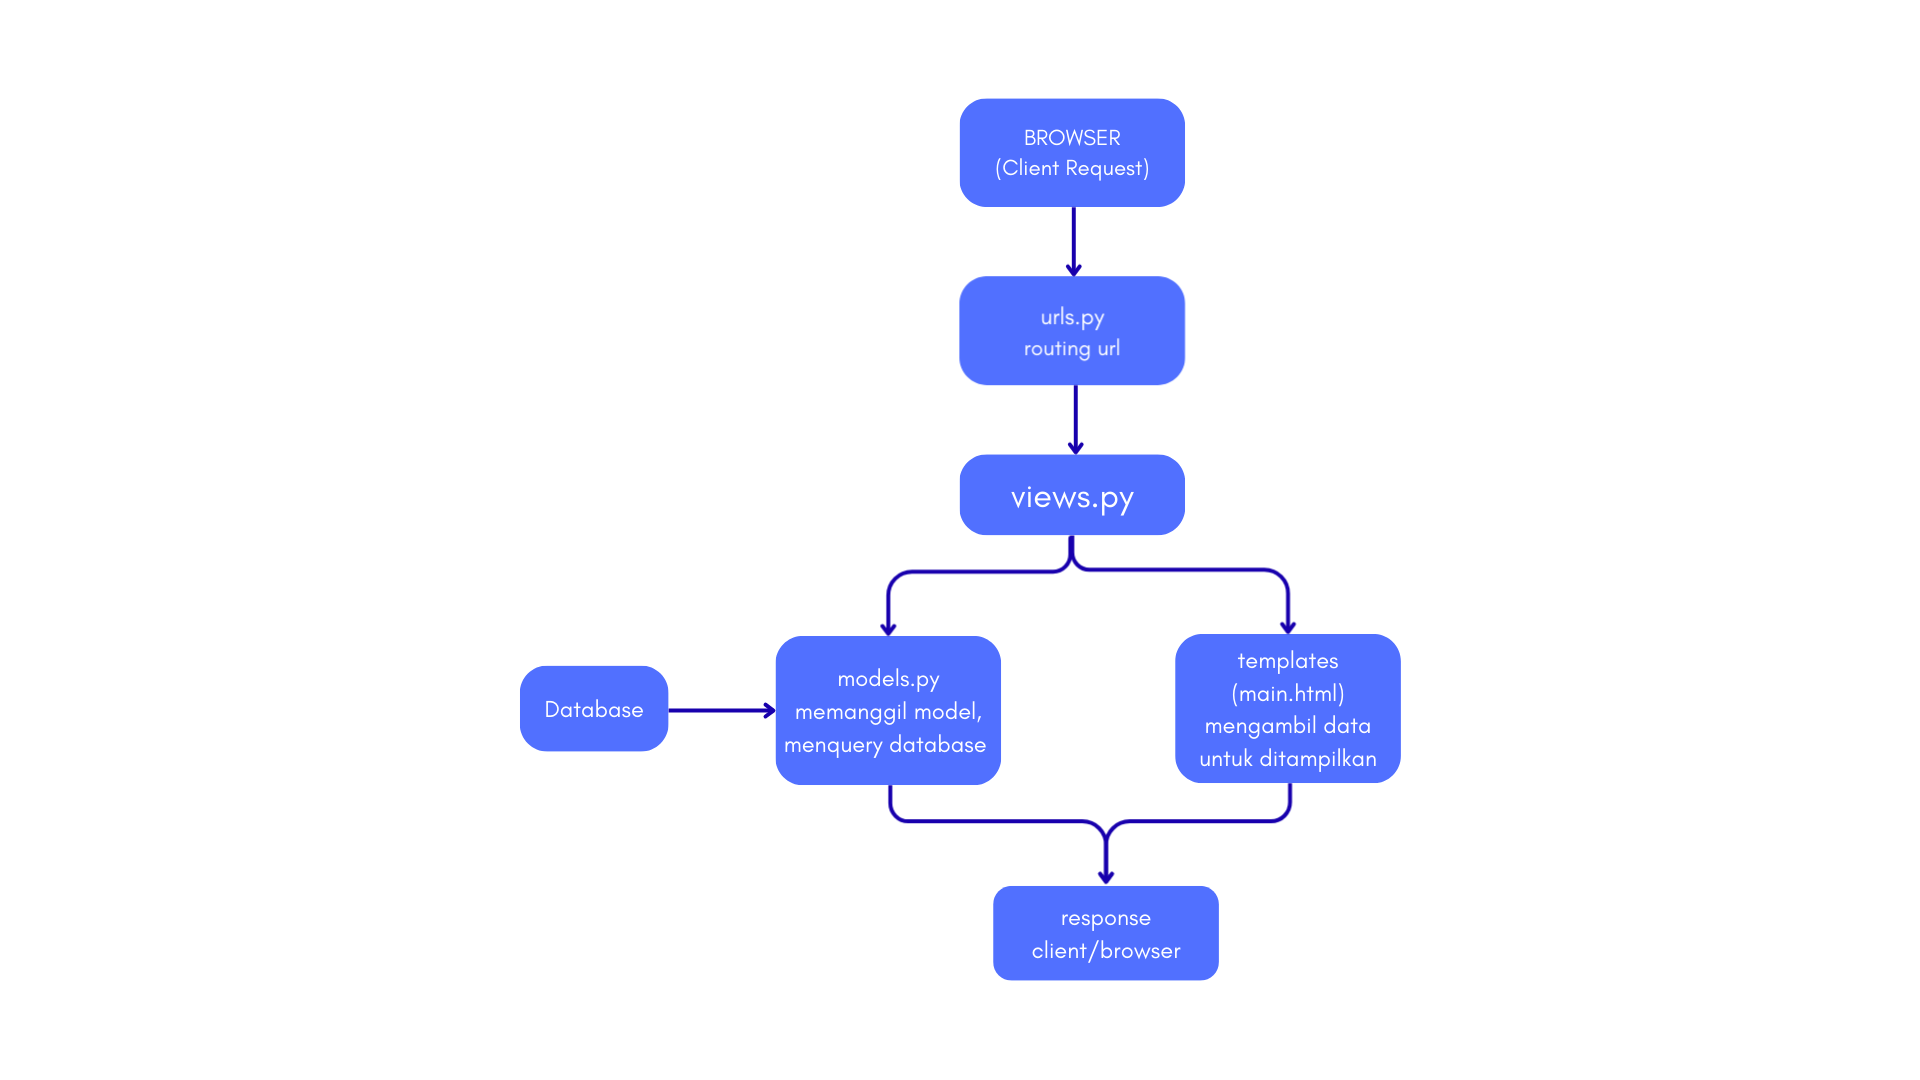 BROWSER
(Client Request)
urls.py
routing url
views.py
Database
models.py
memanggil model,
menquery database
templates
(main.html)
mengambil data
untuk ditampilkan
response
client/browser